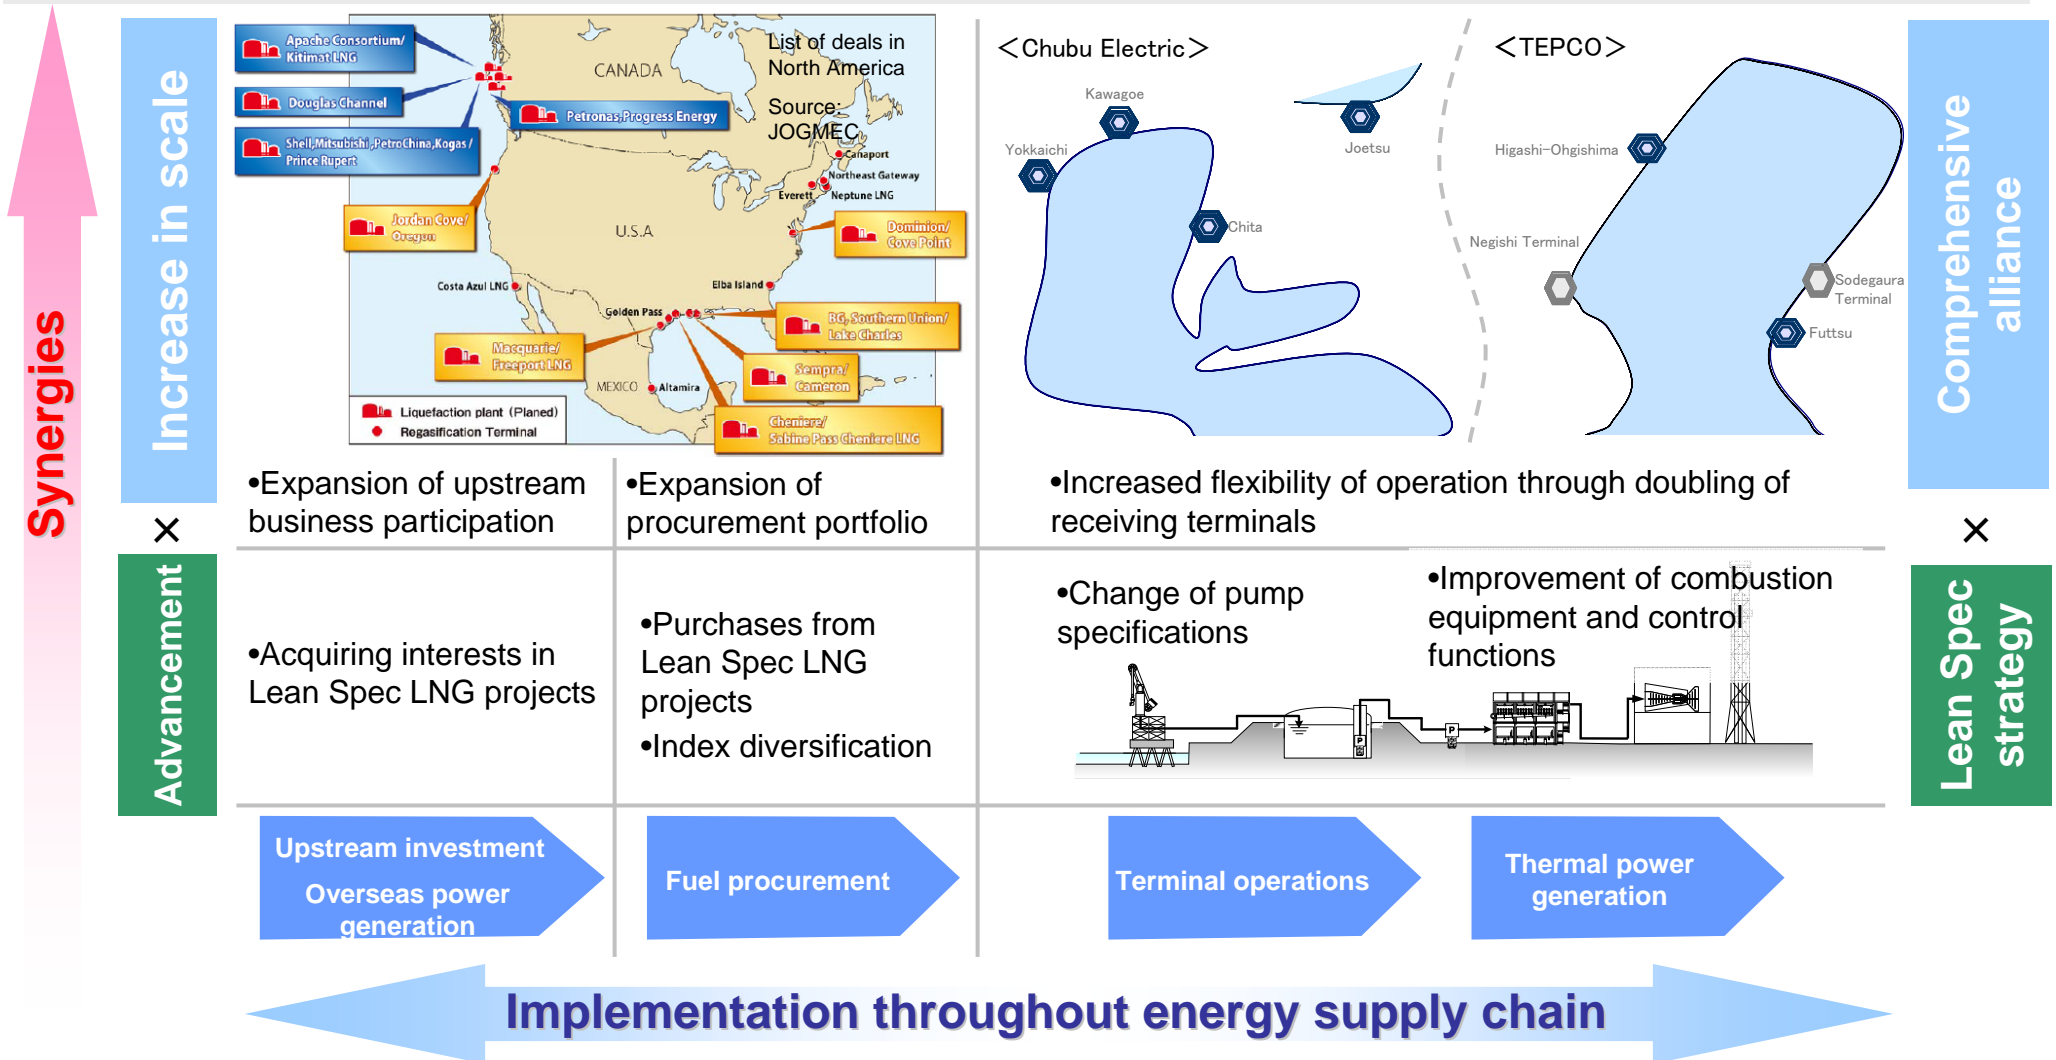 Synergies
Increase in scale
×
Advancement
Apache Consortium/
Kitimat LNG
Douglas Channel
Shell,Mitsubishi,PetroChina,Kogas/
Prince Rupert
Petronas,Progress Energy
CANADA
List of deals in
North America
Source:
JOGMEC
Canaport
Northeast Gateway
Everett
Neptune LNG
Jordan Cove/
Oregon
U.S.A
Dominion/
Cove Point
Costa Azul LNG
Elba Island
Golden Pass
BG, Southern Union/
Lake Charles
Macquarie/
Freeport LNG
Sempra/
Cameron
MEXICO
Altamira
Cheniere/
Sabine Pass Cheniere LNG
Liquefaction plant (Planed)
Regasification Terminal
<Chubu Electric>
Kawagoe
Yokkaichi
Joetsu
Chita
<TEPCO>
Higashi-Ohgishima
Negishi Terminal
Sodegaura
Terminal
Futtsu
Comprehensive
alliance
×
Lean Spec
strategy
•Expansion of upstream
business participation
•Expansion of
procurement portfolio
•Increased flexibility of operation through doubling of
receiving terminals
•Acquiring interests in
Lean Spec LNG projects
•Purchases from
Lean Spec LNG
projects
•Index diversification
•Change of pump
specifications
•Improvement of combustion
equipment and control
functions
P
P
Upstream investment
Overseas power
generation
Fuel procurement
Terminal operations
Thermal power
generation
Implementation throughout energy supply chain